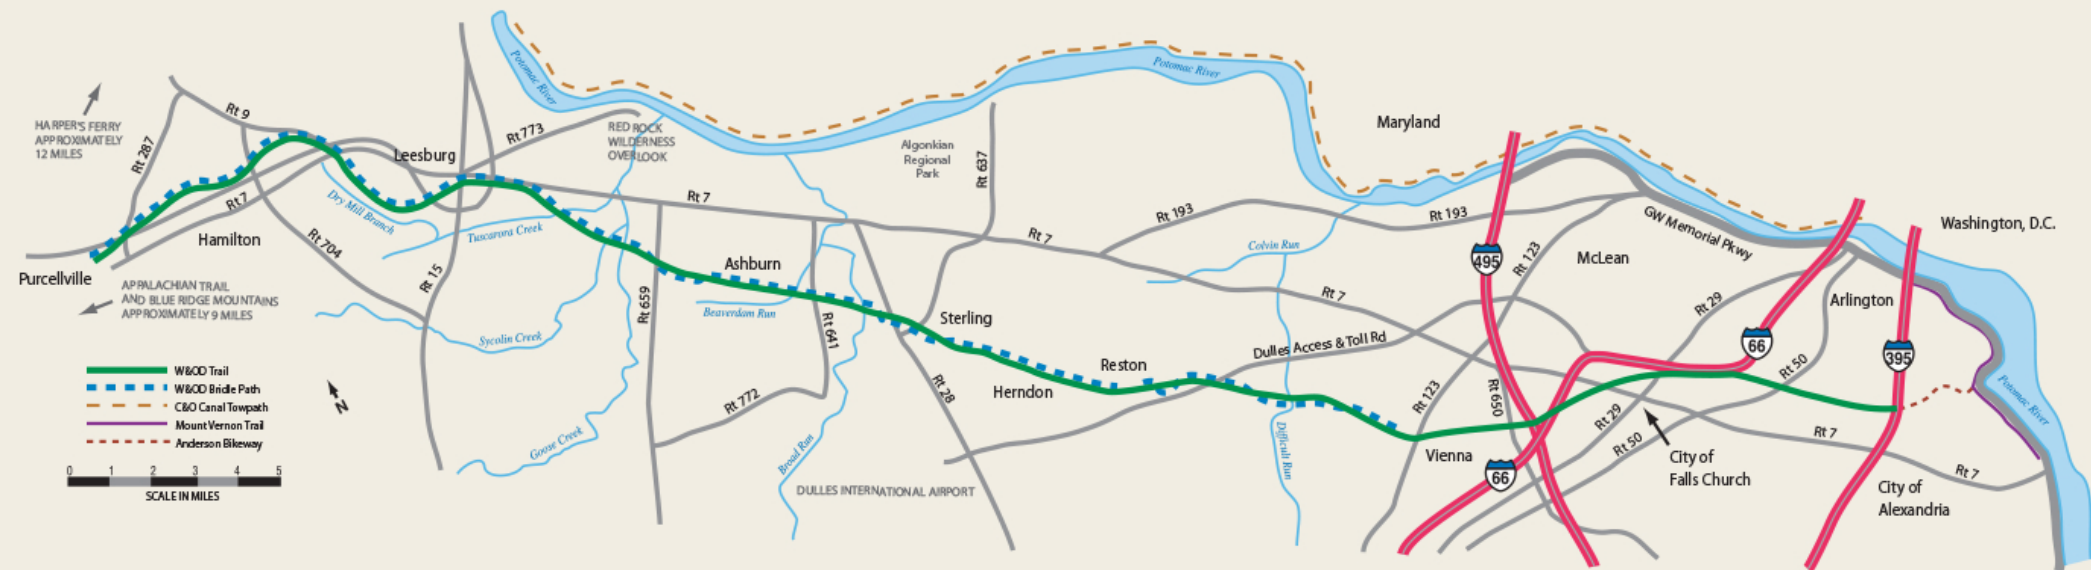 Potomac River
Potomac River
HARPER'S FERRY
APPROXIMATELY
12 MILES
Rt 9
Rt 287
Rt 773
RED ROCK
WILDERNESS
OVERLOOK
Leesburg
Algonkian
Regional
Park
Rt 637
Maryland
Rt 7
Rt 7
Hamilton
Rt 704
Dry Mill Branch
Tuscarora Creek
Rt 15
Purcellville
APPALACHIAN TRAIL
AND BLUE RIDGE MOUNTAINS
APPROXIMATELY 9 MILES
Sycolin Creek
Goose Creek
Rt 659
Ashburn
Beaverdam Run
Rt 641
Rt 772
Broad Run
DULLES INTERNATIONAL AIRPORT
Sterling
Rt 28
Herndon
Reston
Rt 193
Rt 193
Rt 7
Rt 7
Colvin Run
Difficult Run
Dulles Access & Toll Rd
495
Rt 123
Rt 123
Rt 650
GW Memorial Pkwy
McLean
Washington, D.C.
Arlington
Rt 29
66
395
Rt 50
Rt 29
Rt 50
Vienna
66
City of
Falls Church
Rt 7
Rt 7
City of
Alexandria
Potomac River
W&OD Trail
W&OD Bridle Path
C&O Canal Towpath
Mount Vernon Trail
Anderson Bikeway
0 1 2 3 4 5
SCALE IN MILES
N